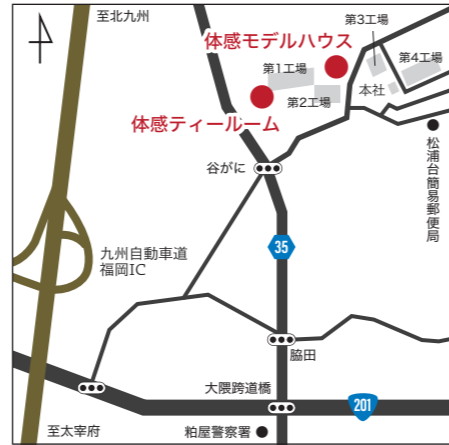 至北九州
体感モデルハウス
第3工場
第1工場
第4工場
第2工場
本社
体感ティールーム
松浦台簡易郵便局
谷がに
35
九州自動車道
福岡IC
脇田
大隈跨道橋
201
至太宰府
粕屋警察署